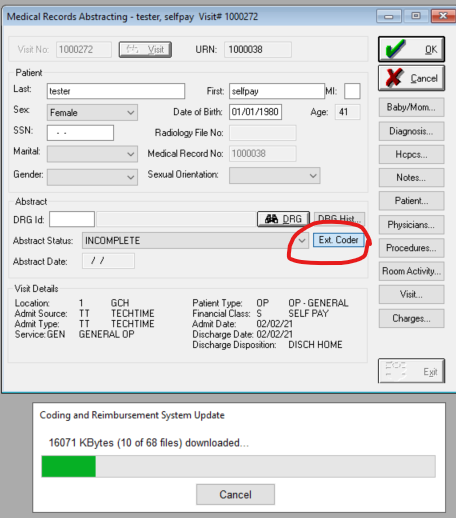 Medical Records Abstracting - tester, selfpay Visit# 1000272
Visit No: 1000272 Visit URN: 1000038 OK
Cancel
Patient
Last: tester First: selfpay MI:
Sex: Female Date of Birth: 01/01/1980 Age: 41 Baby/Mom...
SSN: - - Radiology File No: Diagnosis...
Marital: Medical Record No: 1000038 Hcpcs...
Gender: Sexual Orientation: Notes...
Abstract Patient...
DRG Id: DRG DRG Hist... Physicians...
Abstract Status: INCOMPLETE Ext. Coder Procedures...
Abstract Date: / / Room Activity...
Visit Details Visit...
Location: 1 GCH Patient Type: OP OP - GENERAL
Admit Source: TT TECHTIME Financial Class: S SELF PAY Charges...
Admit Type: TT TECHTIME Admit Date: 02/02/21
Service: GEN GENERAL OP Discharge Date: 02/02/21
Discharge Disposition: DISCH HOME
Exit
Coding and Reimbursement System Update
16071 KBytes (10 of 68 files) downloaded...
Cancel